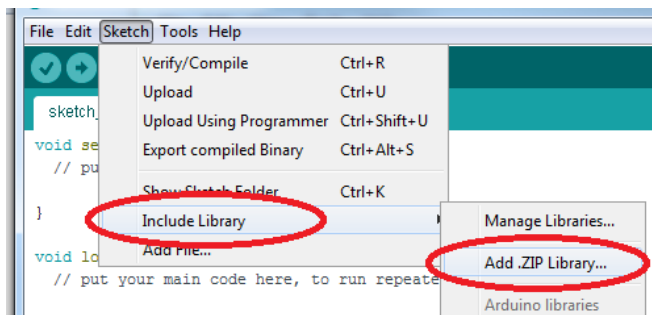 File Edit Sketch Tools Help
Verify/Compile Ctrl+R
Upload Ctrl+U
sketch_
Upload Using Programmer Ctrl+Shift+U
void se
Export compiled Binary Ctrl+Alt+S
// pu
Show Sketch Folder Ctrl+K
}
Include Library
Manage Libraries...
Add File...
void lo
Add .ZIP Library...
// put your main code here, to run repeate
Arduino libraries